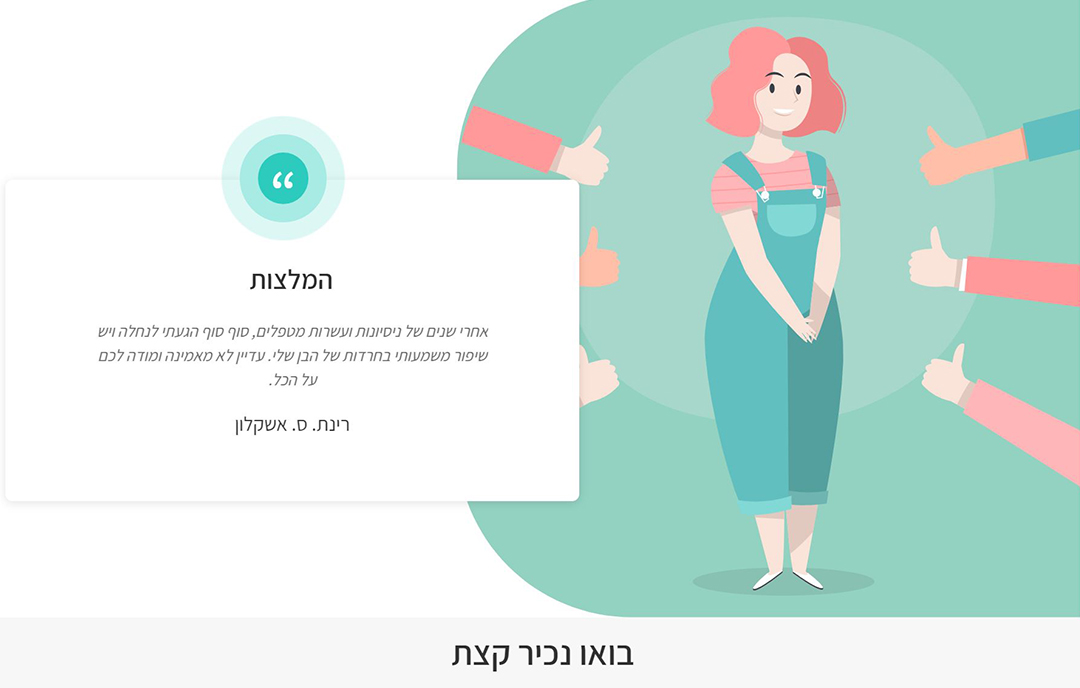 “
המלצות
אחרי שנים של ניסיונות ועשרות מטפלים, סוף סוף הגעתי לנחלה ויש
שיפור משמעותי בחרדות של הבן שלי. עדיין לא מאמינה ומודה לכם
על הכל.
רינת. ס. אשקלון
בואו נכיר קצת